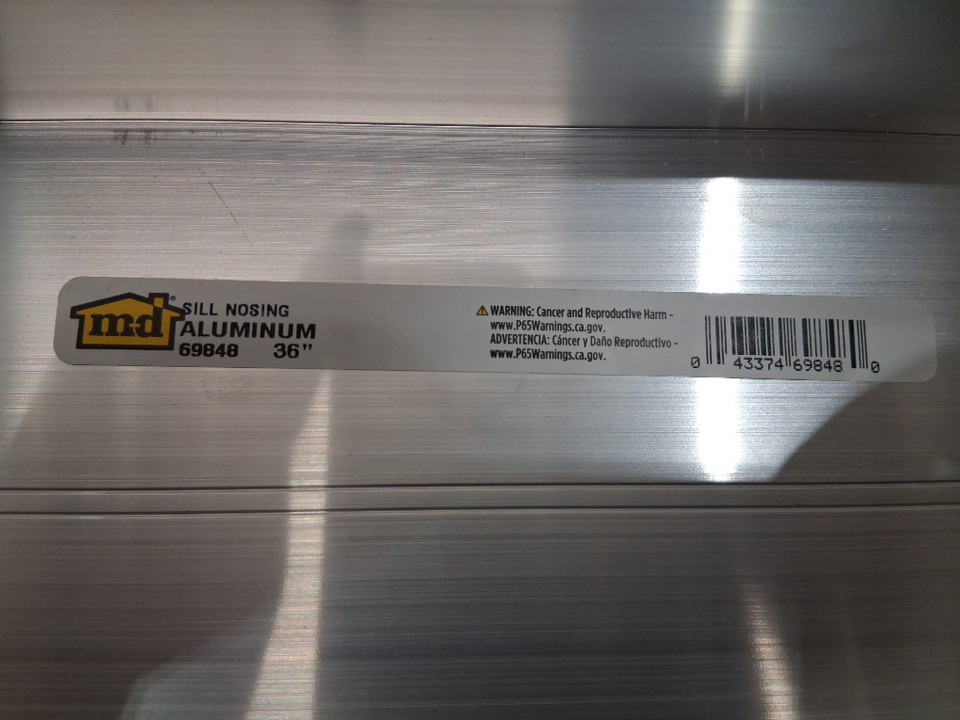 m-d®
SILL NOSING
ALUMINUM
69848 36"
WARNING: Cancer and Reproductive Harm -
www.P65Warnings.ca.gov.
ADVERTENCIA: Cáncer y Daño Reproductivo -
www.P65Warnings.ca.gov.
0 43374 69848 0